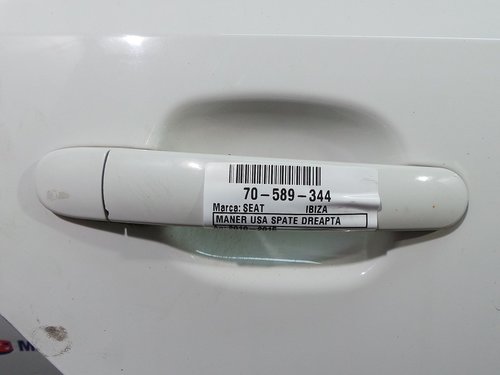 70-589-344
Marca: SEAT IBIZA
MANER USA SPATE DREAPTA